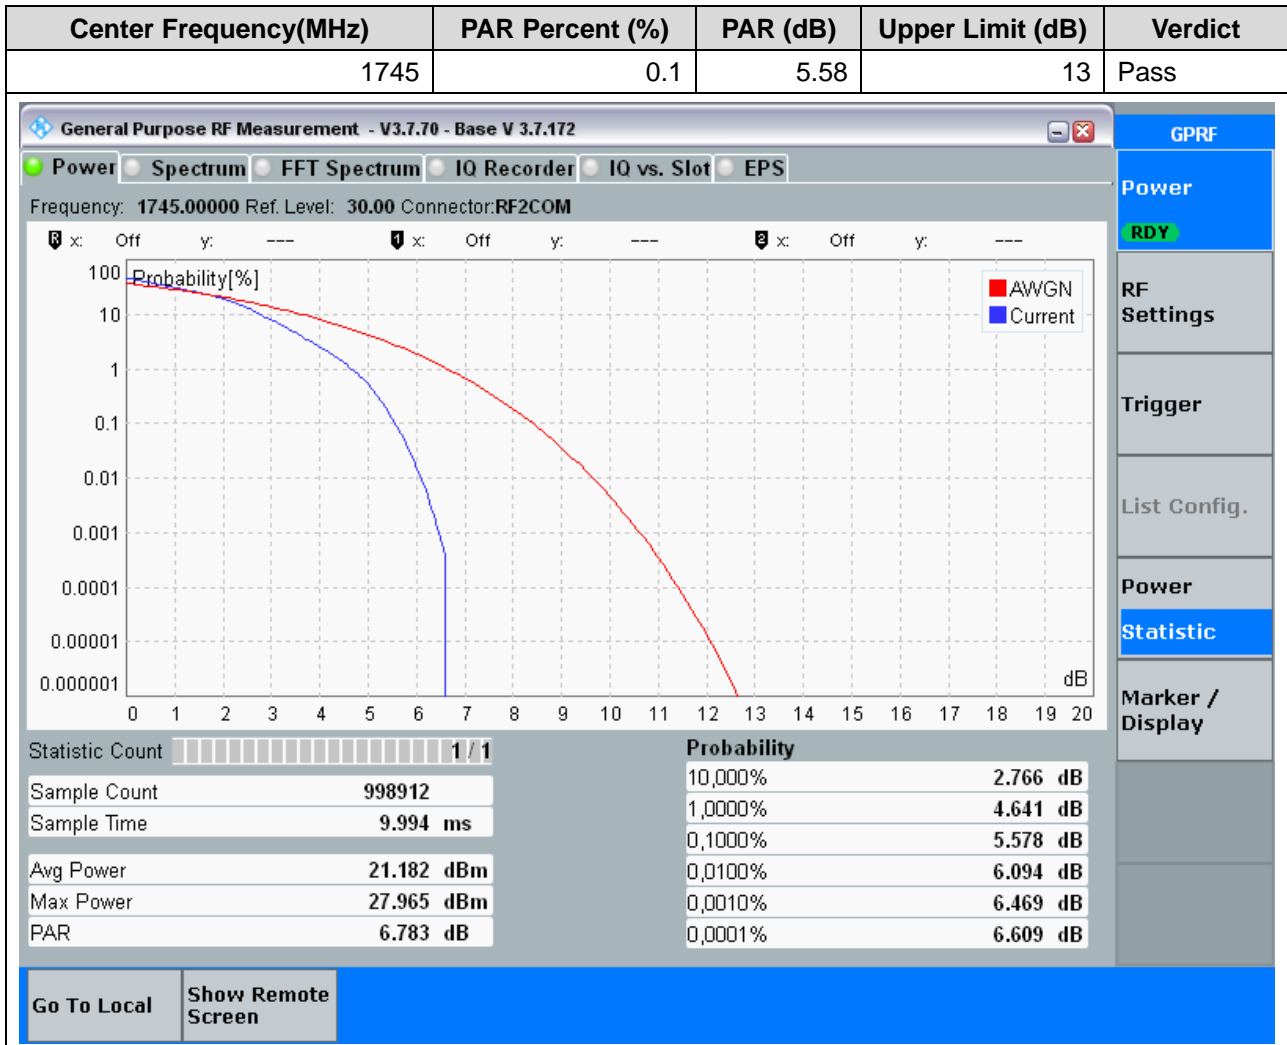 Center Frequency(MHz) PAR Percent (%) PAR (dB) Upper Limit (dB) Verdict
1745 0.1 5.58 13 Pass
General Purpose RF Measurement - V3.7.70 - Base V 3.7.172
GPRF
Power Spectrum FFT Spectrum IQ Recorder IQ vs. Slot EPS
Power
RDY
Frequency: 1745.00000 Ref. Level: 30.00 Connector:RF2COM
R x: Off y: --- 1 x: Off y: --- 2 x: Off y: ---
Probability[%]
AWGN
Current
100
10
1
0.1
0.01
0.001
0.0001
0.00001
0.000001
dB
0 1 2 3 4 5 6 7 8 9 10 11 12 13 14 15 16 17 18 19 20
RF
Settings
Trigger
List Config.
Power
Statistic
Marker /
Display
Statistic Count 1 / 1
Sample Count 998912
Sample Time 9.994 ms
Avg Power 21.182 dBm
Max Power 27.965 dBm
PAR 6.783 dB
Probability
10,000% 2.766 dB
1,0000% 4.641 dB
0,1000% 5.578 dB
0,0100% 6.094 dB
0,0010% 6.469 dB
0,0001% 6.609 dB
Go To Local
Show Remote
Screen